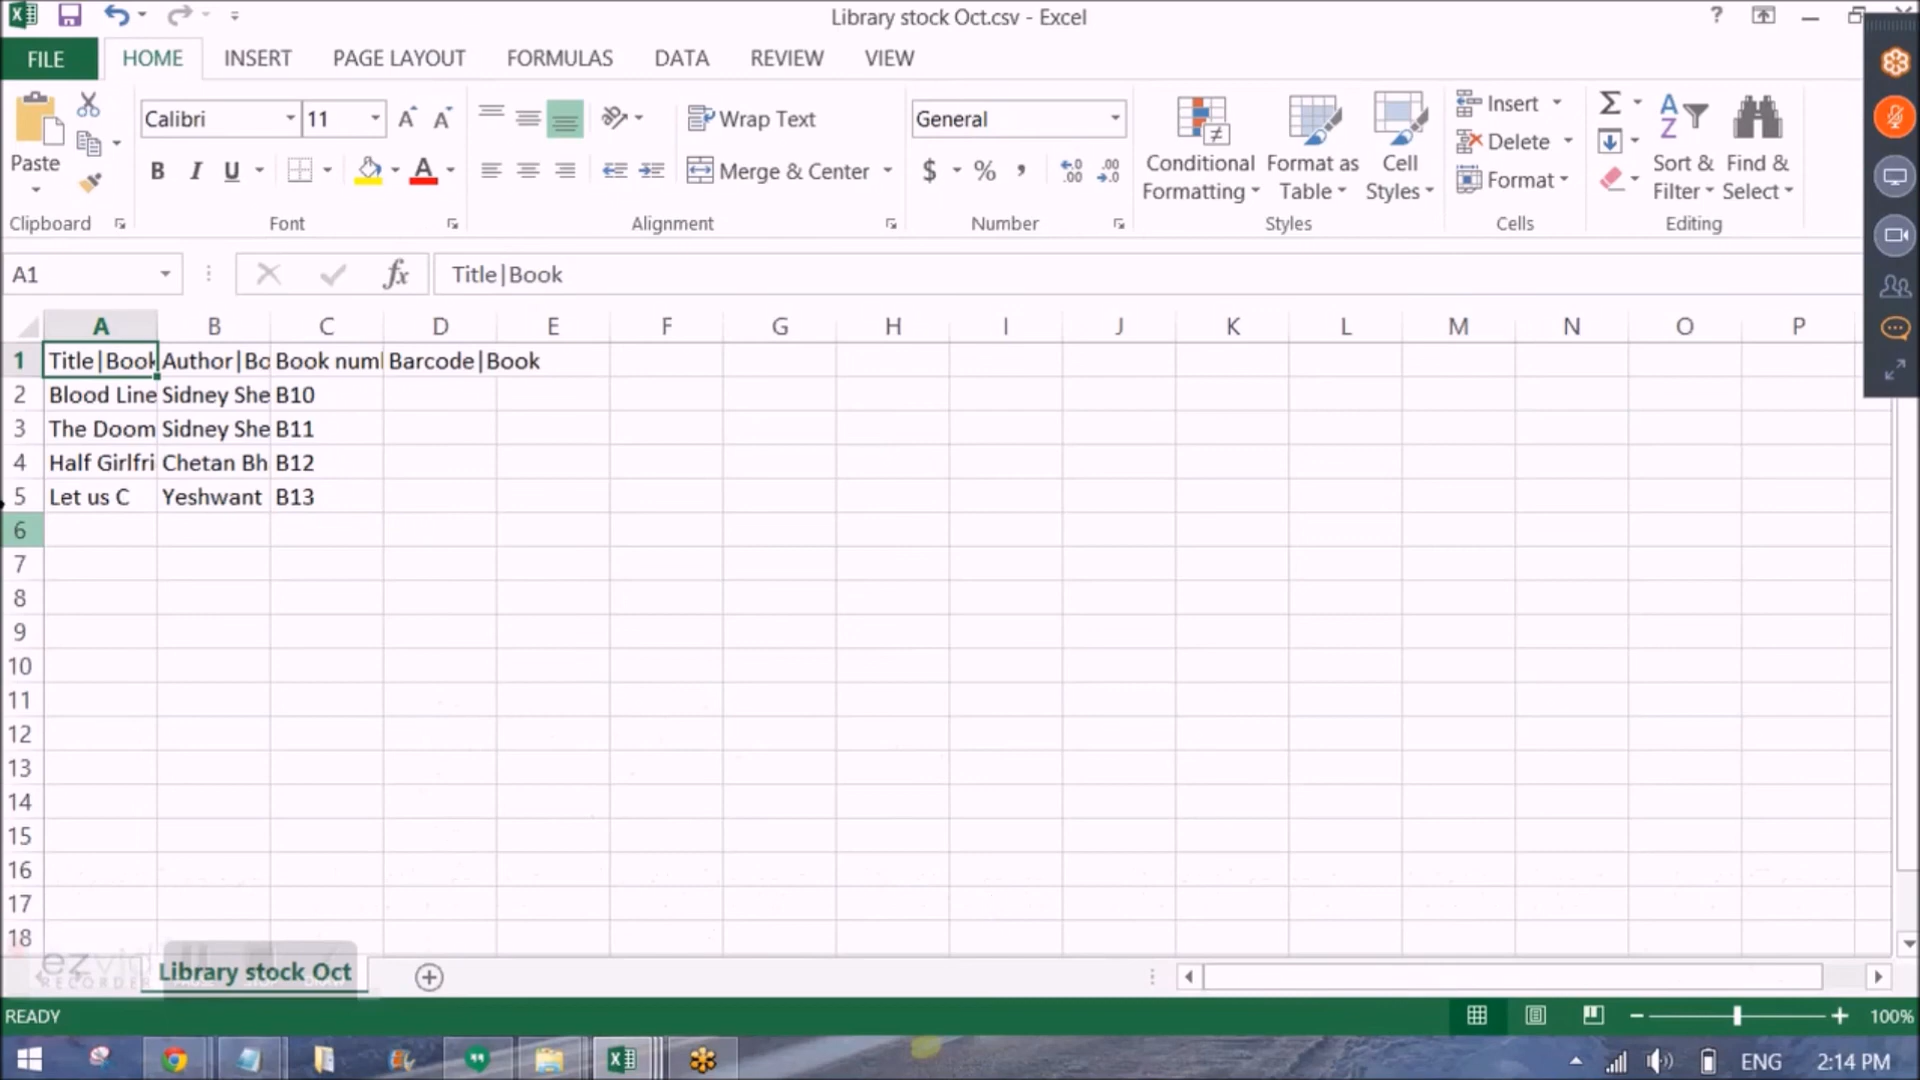 Library stock Oct.csv - Excel
?
FILE HOME INSERT PAGE LAYOUT FORMULAS DATA REVIEW VIEW
Paste
Clipboard
Calibri 11
B I U
Font
Wrap Text
Merge & Center
Alignment
General
$ % ,
Number
Conditional Formatting
Format as Table
Cell Styles
Styles
Insert
Delete
Format
Cells
Sort & Filter
Find & Select
Editing
A1 fx Title|Book
A B C D E F G H I J K L M N O P
1 Title|Book Author|Bo Book num Barcode|Book
2 Blood Line Sidney She B10
3 The Doom Sidney She B11
4 Half Girlfri Chetan Bh B12
5 Let us C Yeshwant B13
6
7
8
9
10
11
12
13
14
15
16
17
18
ezvid
RECORDER
Library stock Oct
READY
100%
ENG 2:14 PM